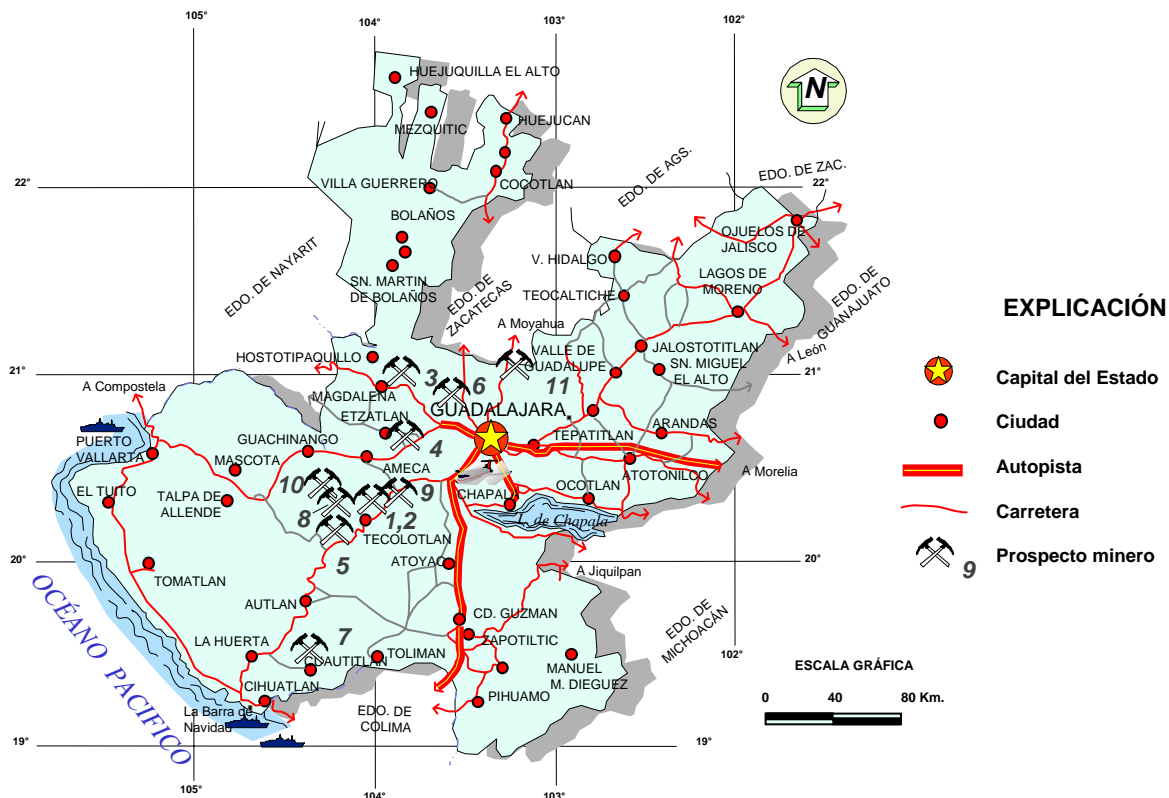 105°
104°
103°
102°
HUEJUQUILLA EL ALTO
MEZQUITIC
HUEJUCAN
N
22°
VILLA GUERRERO
COCOTLAN
EDO. DE AGS.
EDO. DE ZAC.
22°
BOLAÑOS
OJUELOS DE
JALISCO
EDO. DE NAYARIT
SN. MARTIN
DE BOLAÑOS
EDO. DE
ZACATECAS
V. HIDALGO
TEOCALTICHE
LAGOS DE
MORENO
EDO. DE
GUANAJUATO
A Moyahua
HOSTOTIPAQUILLO
VALLE DE
GUADALUPE
JALOSTOTITLAN
SN. MIGUEL
EL ALTO
A León
21°
21°
A Compostela
MAGDALENA
3
6
11
ETZATLAN
GUADALAJARA.
PUERTO
VALLARTA
GUACHINANGO
4
TEPATITLAN
ARANDAS
MASCOTA
AMECA
ATOTONILCO
A Morelia
EL TUITO
TALPA DE
ALLENDE
10
9
CHAPALA
OCOTLAN
8
1,2
L. de Chapala
TECOLOTLAN
5
ATOYAC
20°
20°
TOMATLAN
A Jiquilpan
AUTLAN
CD. GUZMAN
EDO. DE
MICHOACÁN
OCÉANO PACIFICO
LA HUERTA
7
ZAPOTILTIC
102°
CUAUTITLAN
TOLIMAN
MANUEL
M. DIEGUEZ
CIHUATLAN
PIHUAMO
La Barra de
Navidad
EDO. DE
COLIMA
19°
19°
105°
104°
103°
EXPLICACIÓN
Capital del Estado
Ciudad
Autopista
Carretera
Prospecto minero
9
ESCALA GRÁFICA
0 40 80 Km.